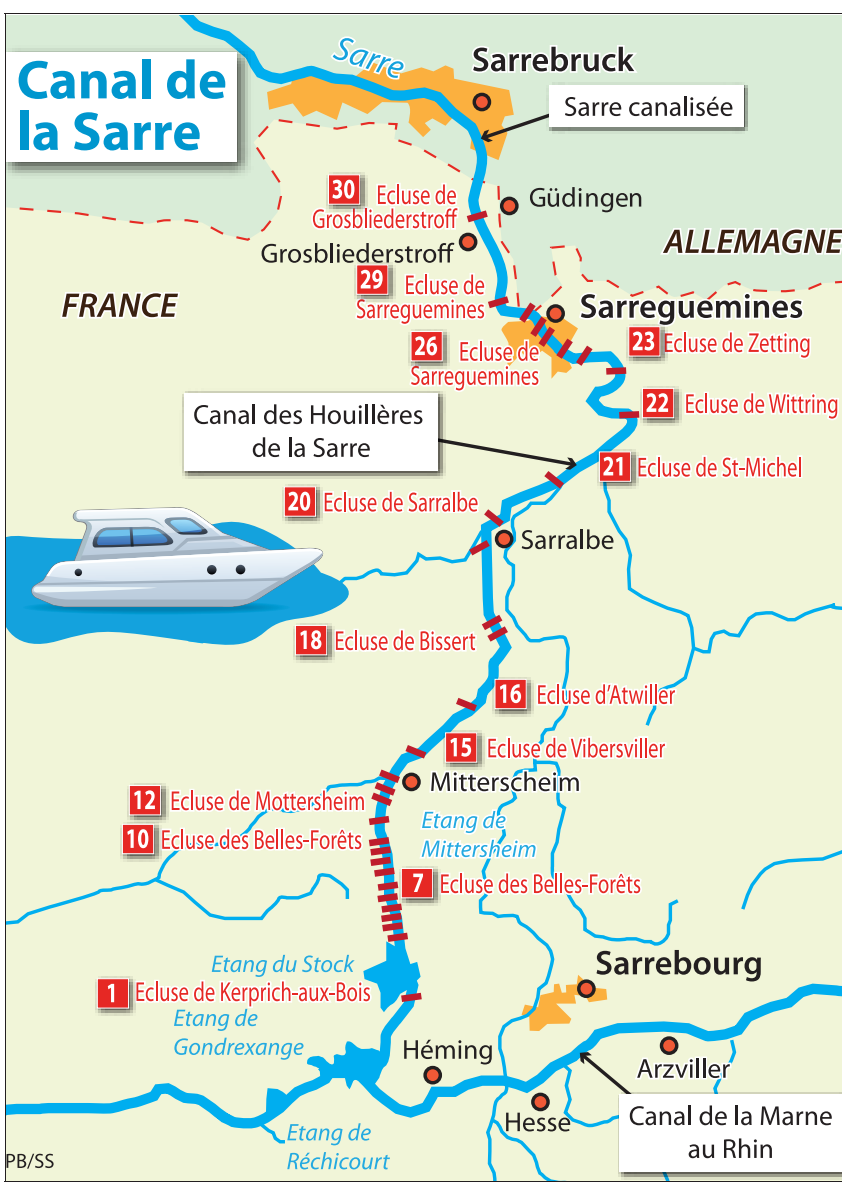 Canal de
la Sarre
Sarre
Sarrebruck
Sarre canalisée
30 Ecluse de
Grosbliederstroff
Güdingen
Grosbliederstroff
ALLEMAGNE
FRANCE
29 Ecluse de
Sarreguemines
Sarreguemines
26 Ecluse de
Sarreguemines
23 Ecluse de Zetting
22 Ecluse de Wittring
Canal des Houillères
de la Sarre
21 Ecluse de St-Michel
20 Ecluse de Sarralbe
Sarralbe
18 Ecluse de Bissert
16 Ecluse d'Atwiller
15 Ecluse de Vibersviller
Mitterscheim
12 Ecluse de Mottersheim
Etang de
Mittersheim
10 Ecluse des Belles-Forêts
7 Ecluse des Belles-Forêts
Etang du Stock
Sarrebourg
1 Ecluse de Kerprich-aux-Bois
Etang de
Gondrexange
Héming
Arzviller
Hesse
Canal de la Marne
au Rhin
Etang de
Réchicourt
PB/SS